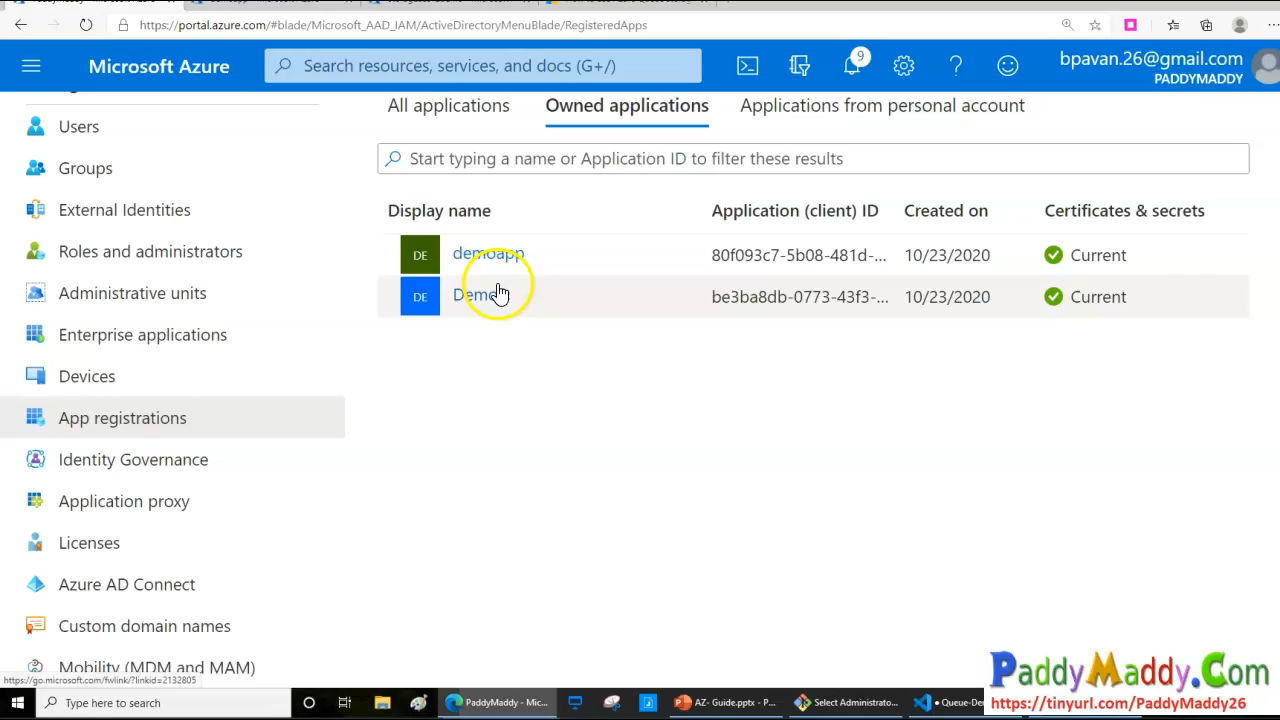 https://portal.azure.com/#blade/Microsoft_AAD_IAM/ActiveDirectoryMenuBlade/RegisteredApps
Microsoft Azure
Search resources, services, and docs (G+/)
9
bpavan.26@gmail.com
PADDYMADDY
All applications
Owned applications
Applications from personal account
Users
Groups
External Identities
Roles and administrators
Administrative units
Enterprise applications
Devices
App registrations
Identity Governance
Application proxy
Licenses
Azure AD Connect
Custom domain names
Mobility (MDM and MAM)
Start typing a name or Application ID to filter these results
Display name
Application (client) ID
Created on
Certificates & secrets
DE
demoapp
80f093c7-5b08-481d-...
10/23/2020
Current
DE
be3ba8db-0773-43f3-...
10/23/2020
Current
https://go.microsoft.com/fwlink/?linkid=2132805
PaddyMaddy.Com
https://tinyurl.com/PaddyMaddy26
Type here to search
PaddyMaddy - Mic...
AZ- Guide.pptx - P...
Select Administrato...
● Queue-De